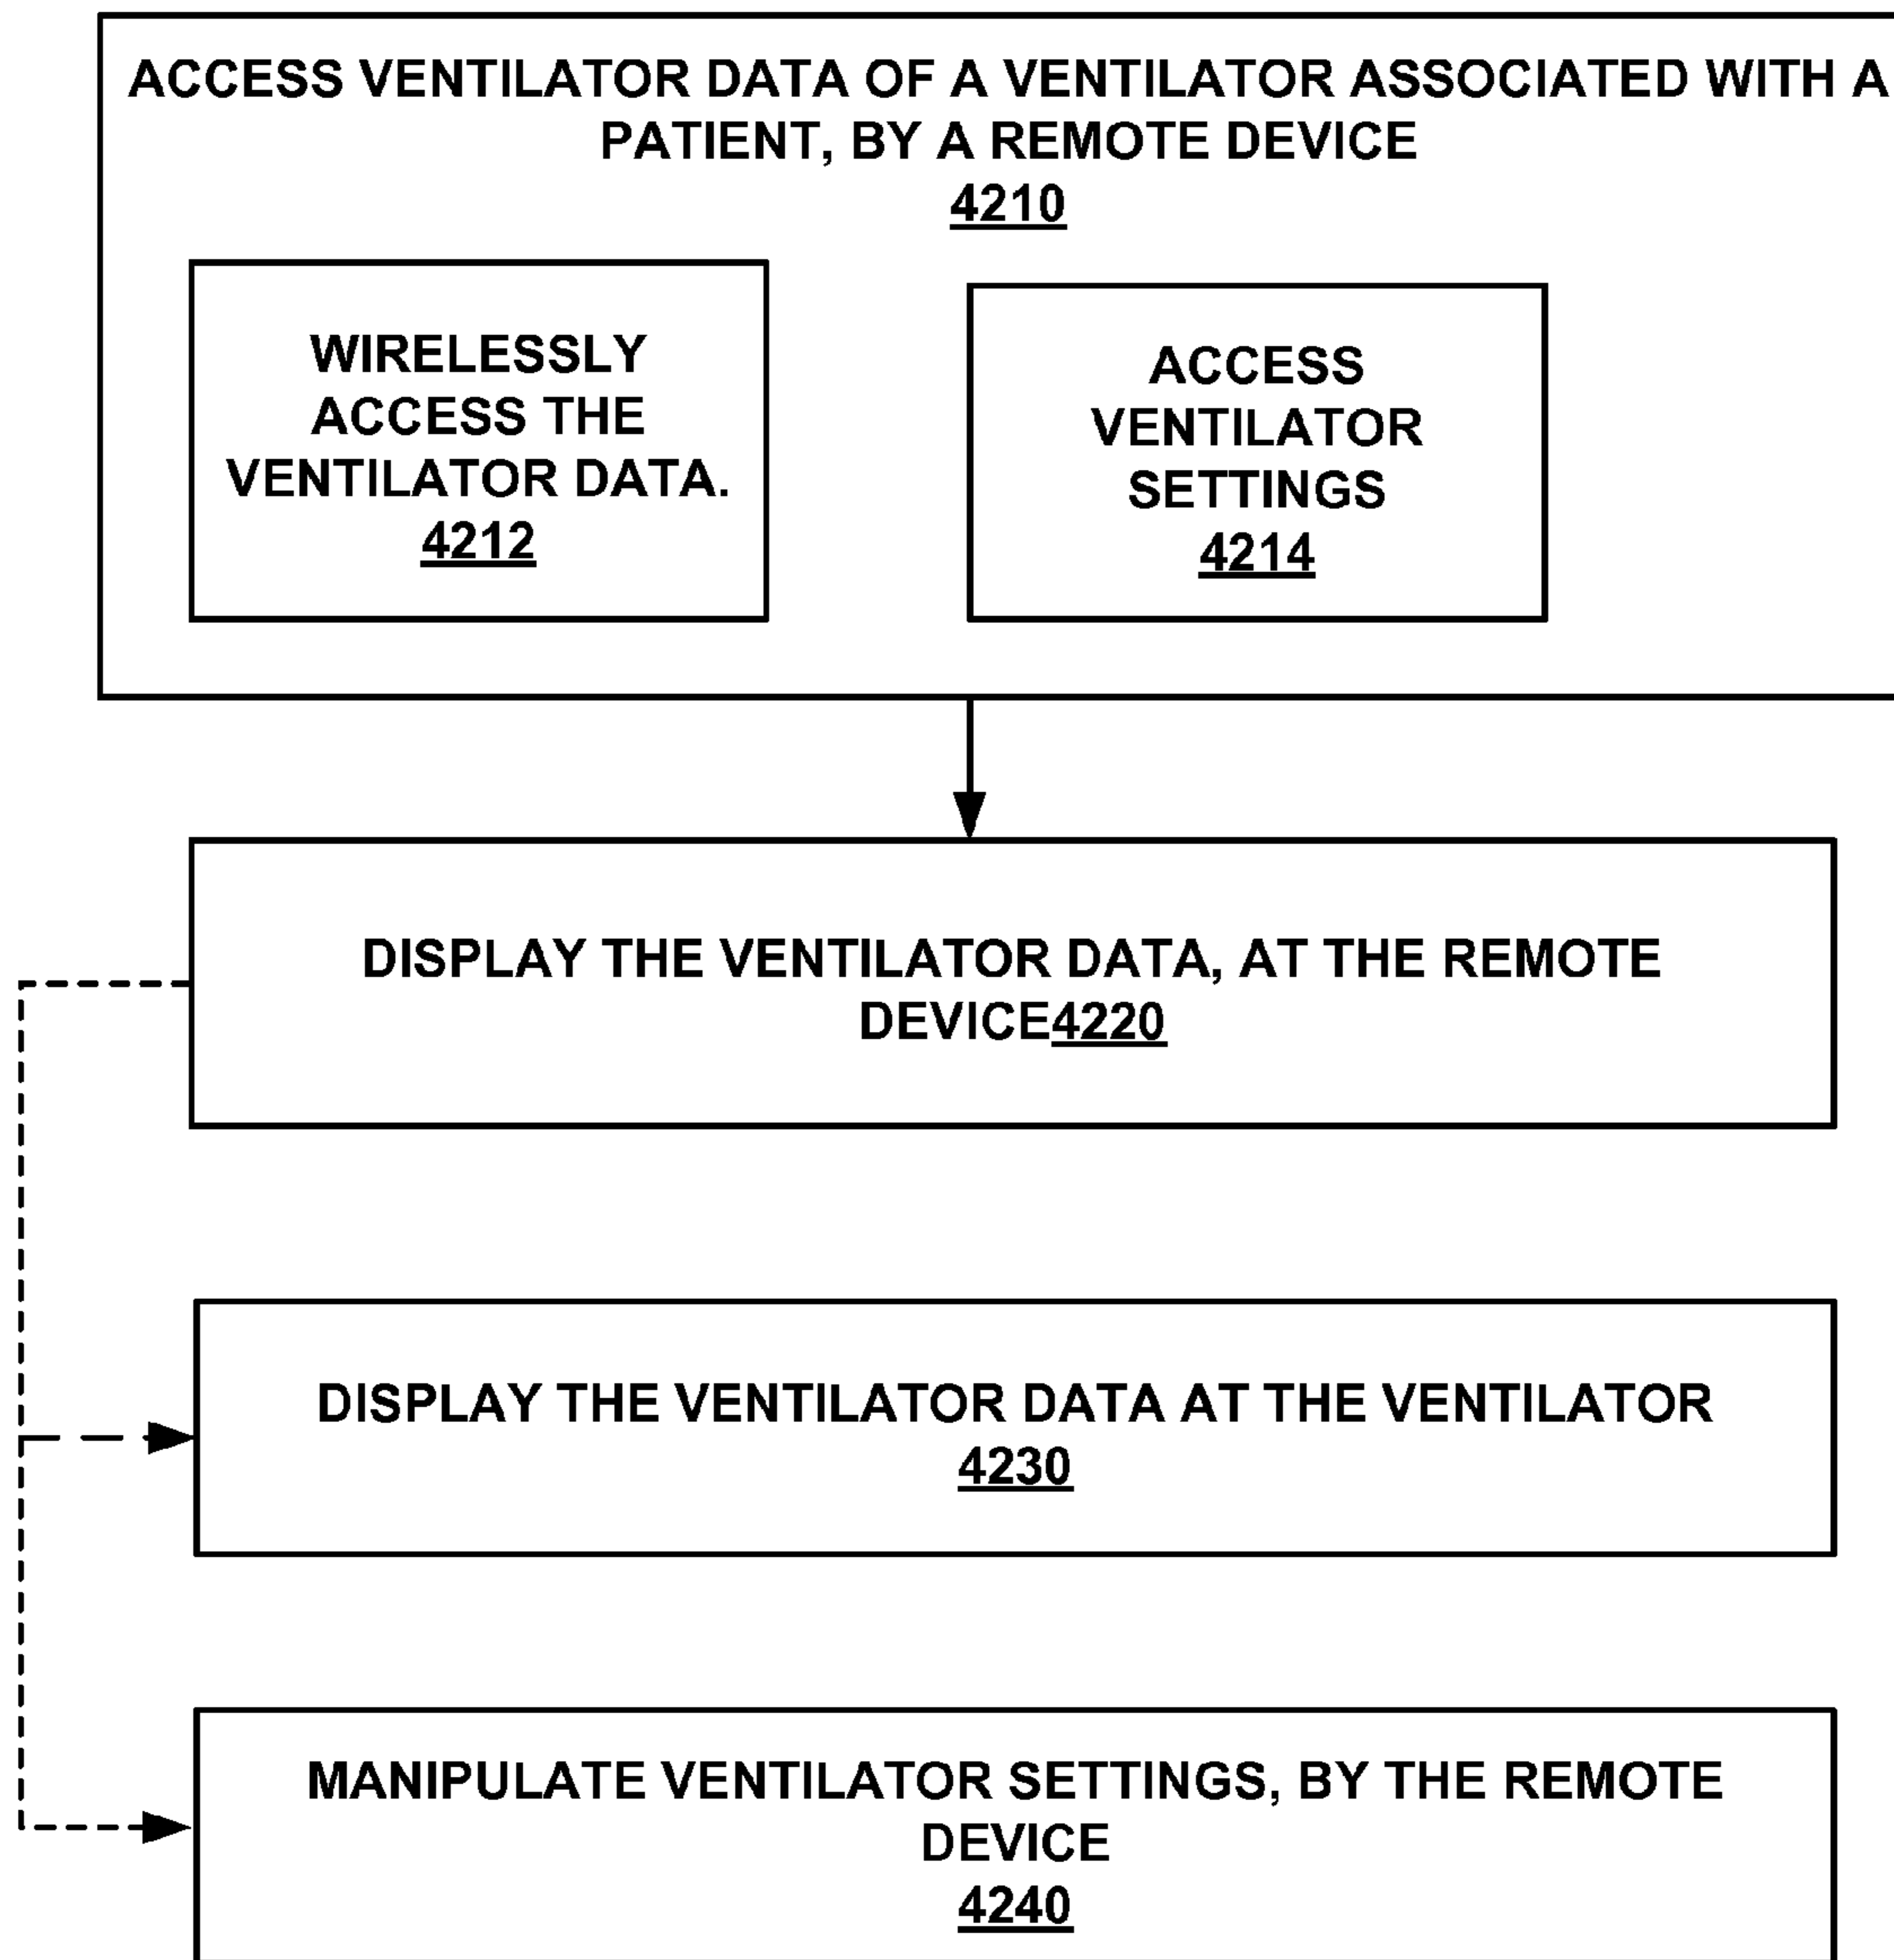 ACCESS VENTILATOR DATA OF A VENTILATOR ASSOCIATED WITH A
PATIENT, BY A REMOTE DEVICE
4210
WIRELESSLY
ACCESS THE
VENTILATOR DATA.
4212
ACCESS
VENTILATOR
SETTINGS
4214
DISPLAY THE VENTILATOR DATA, AT THE REMOTE
DEVICE4220
DISPLAY THE VENTILATOR DATA AT THE VENTILATOR
4230
MANIPULATE VENTILATOR SETTINGS, BY THE REMOTE
DEVICE
4240